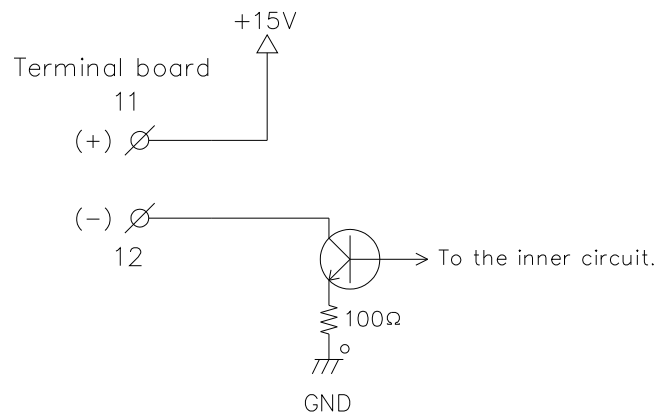 +15V
Terminal board
11
(+)
(-)
12
To the inner circuit.
100Ω
GND